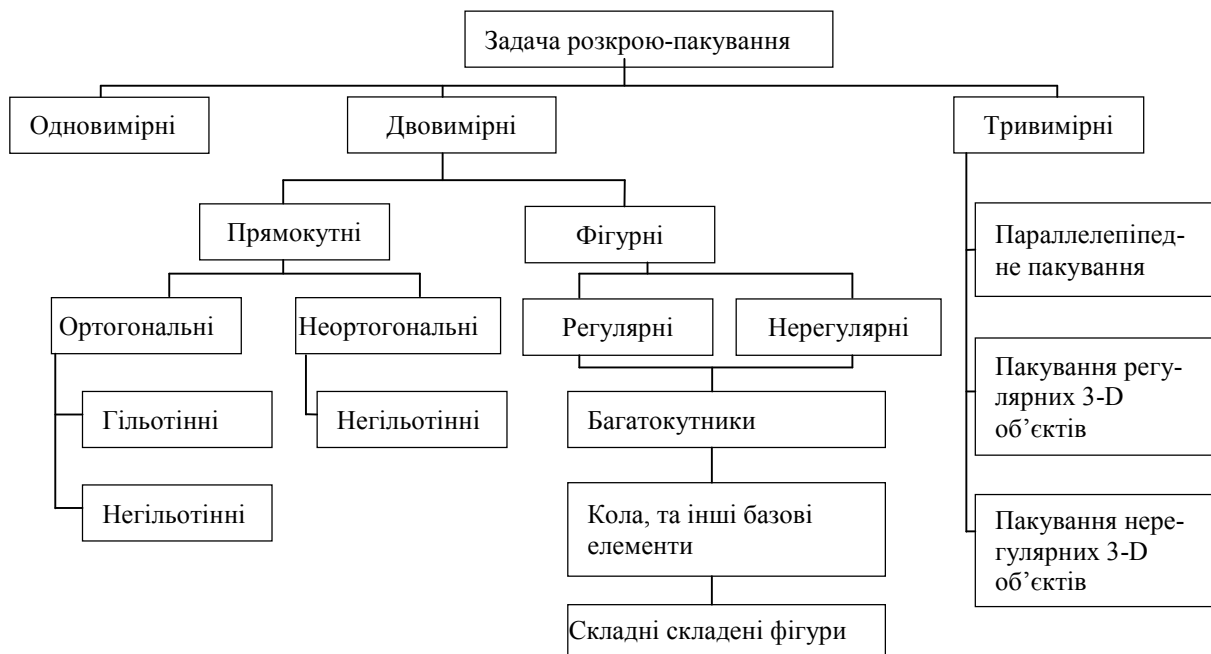 Задача розкрою-пакування
Одновимірні
Двовимірні
Тривимірні
Прямокутні
Фігурні
Параллелепіпед-
не пакування
Ортогональні
Неортогональні
Регулярні
Нерегулярні
Пакування регу-
лярних 3-D
об’єктів
Гільотінні
Негільотінні
Багатокутники
Негільотінні
Кола, та інші базові
елементи
Пакування нере-
гулярних 3-D
об’єктів
Складні складені фігури